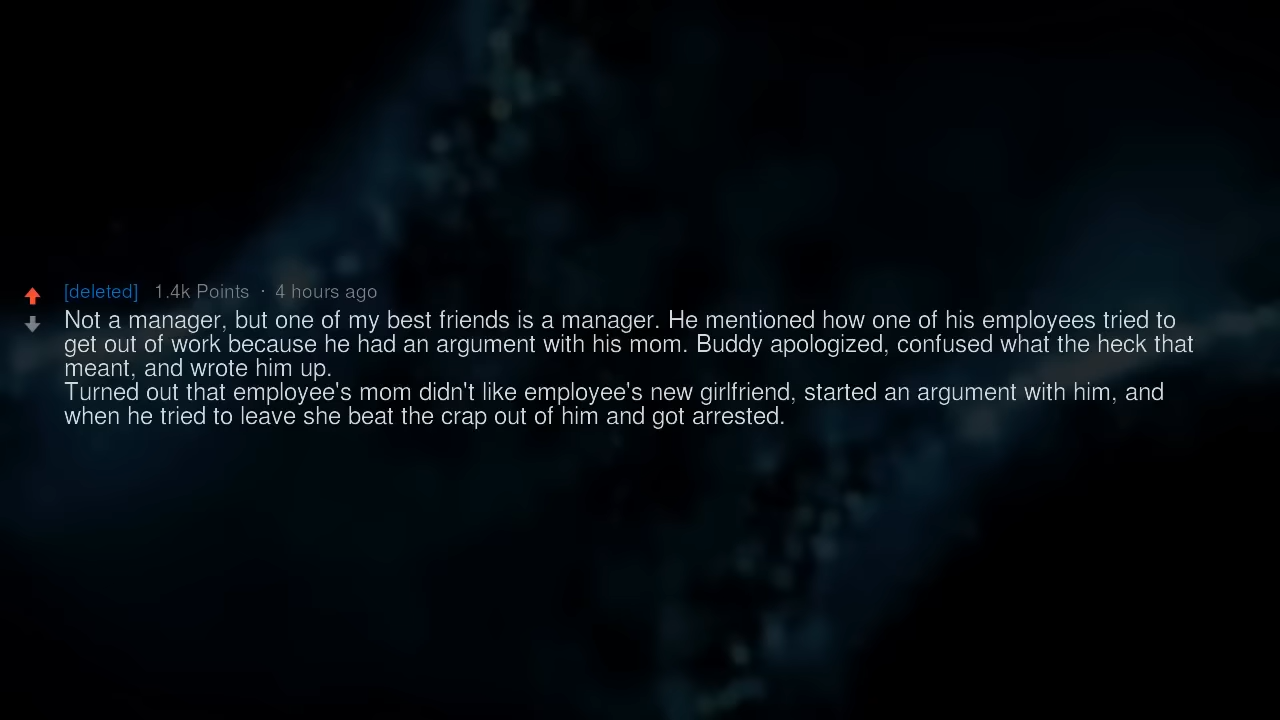 [deleted] 1.4k Points · 4 hours ago
Not a manager, but one of my best friends is a manager. He mentioned how one of his employees tried to
get out of work because he had an argument with his mom. Buddy apologized, confused what the heck that
meant, and wrote him up.
Turned out that employee's mom didn't like employee's new girlfriend, started an argument with him, and
when he tried to leave she beat the crap out of him and got arrested.